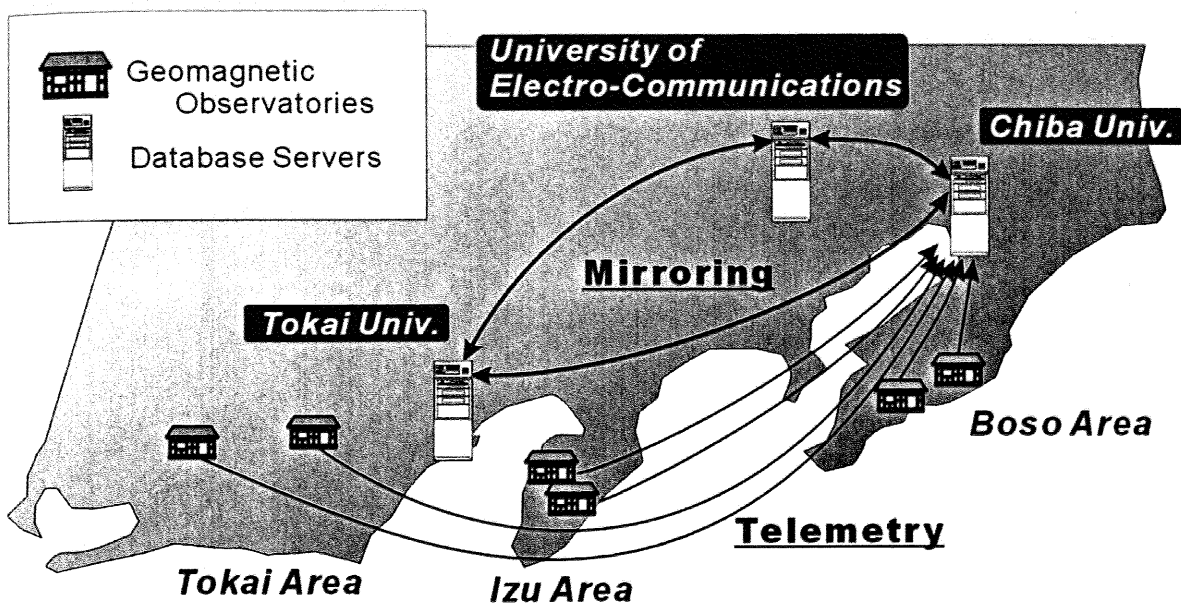 Geomagnetic
Observatories
Database Servers
University of
Electro-Communications
Chiba Univ.
Mirroring
Tokai Univ.
Boso Area
Telemetry
Tokai Area
Izu Area